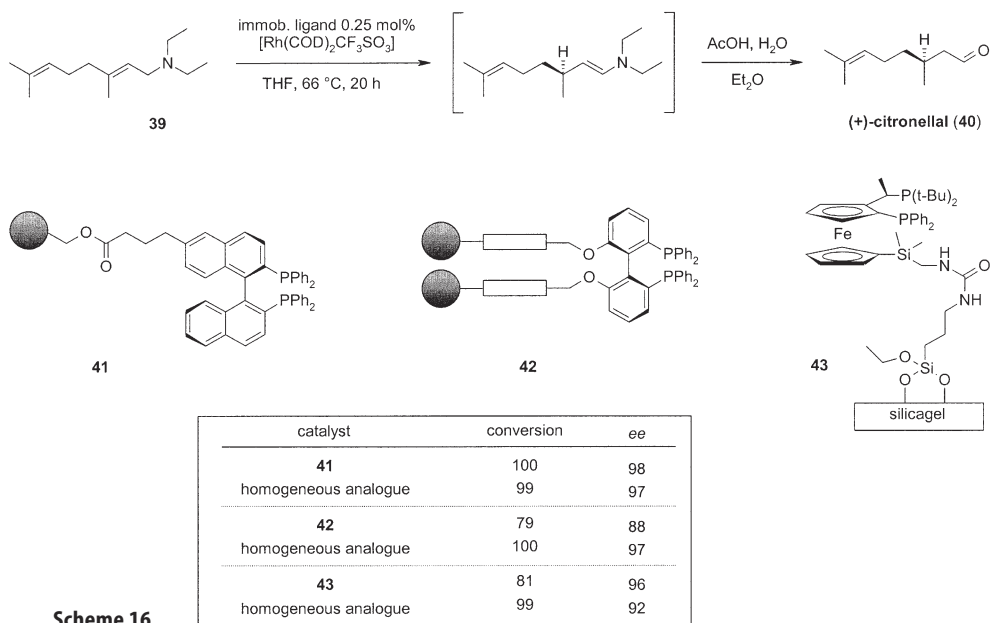 immob. ligand 0.25 mol%
[Rh(COD)2CF3SO3]
THF, 66 °C, 20 h
AcOH, H2O
Et2O
N
H
N
H
O
39
(+)-citronellal (40)
O
O
41
O
O
PPh2
PPh2
PPh2
PPh2
42
P(t-Bu)2
PPh2
Fe
Si
NH
O
NH
O
Si
O
O
silicagel
43
catalyst conversion ee
41 100 98
homogeneous analogue 99 97
42 79 88
homogeneous analogue 100 97
43 81 96
homogeneous analogue 99 92
Scheme 16